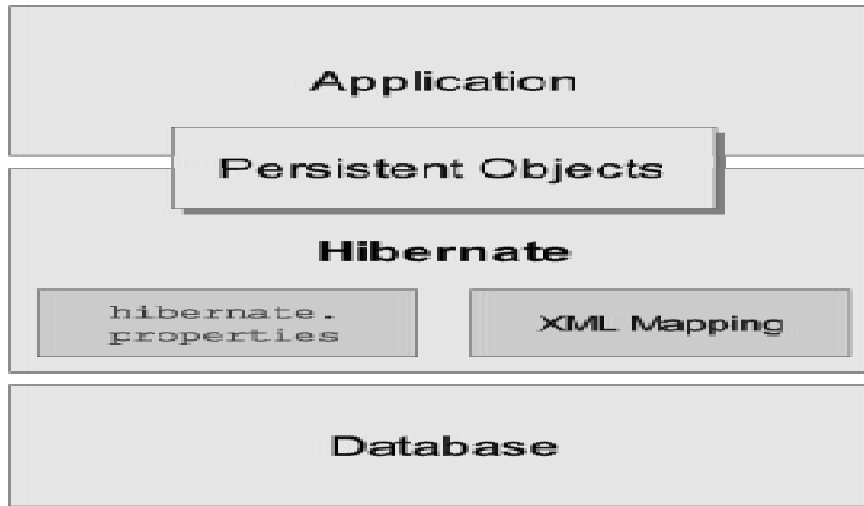 Application
Persistent Objects
Hibernate
hibernate.
properties
XML Mapping
Database